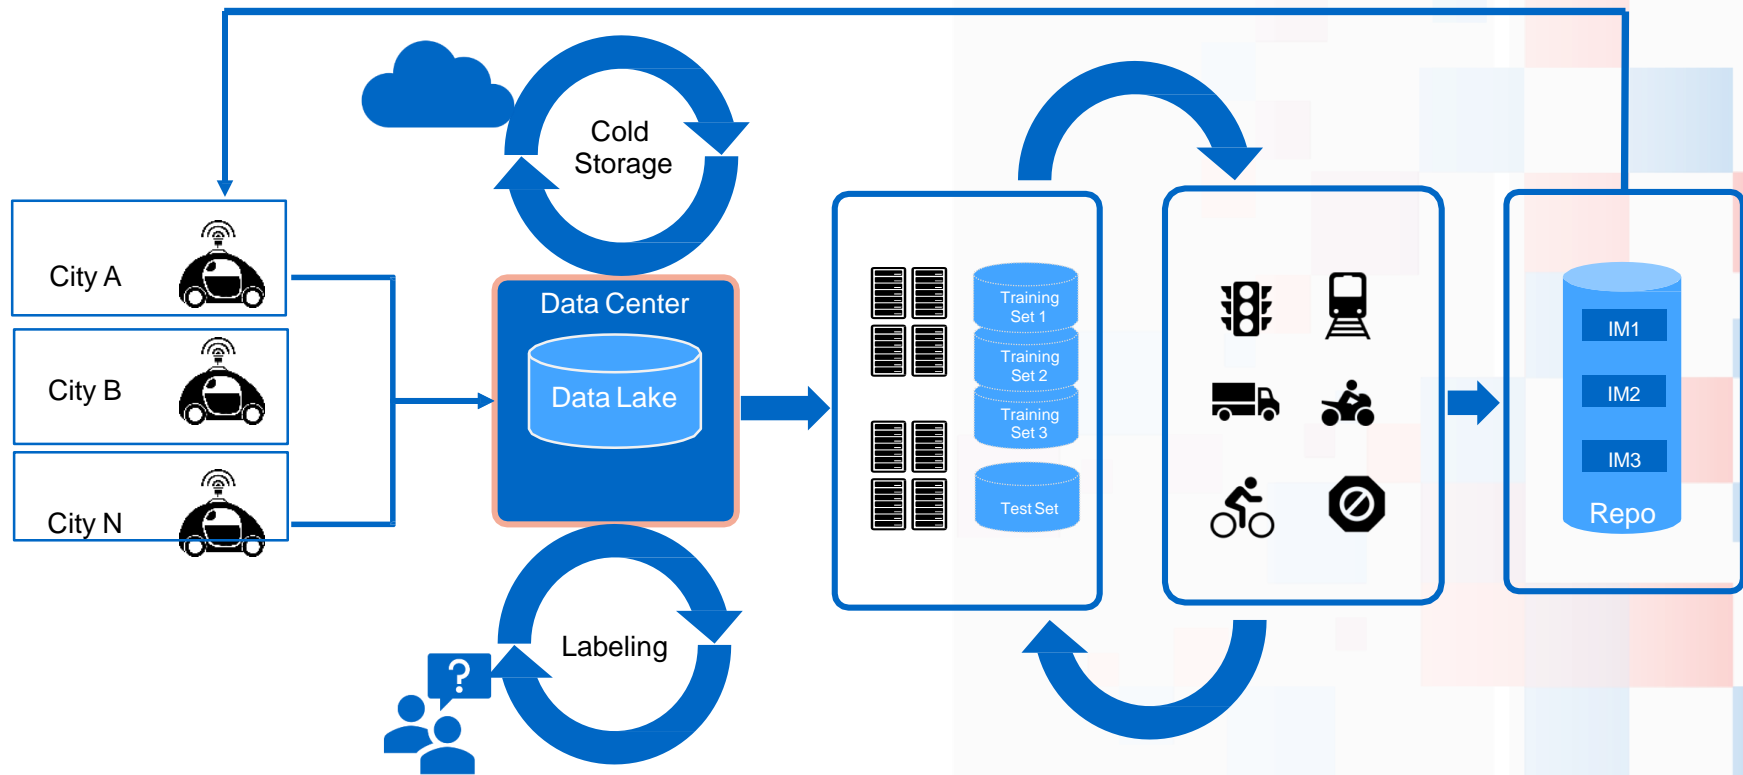 Cold
Storage
City A
City B
City N
Data Center
Data Lake
Labeling
?
Training
Set 1
Training
Set 2
Training
Set 3
Test Set
IM1
IM2
IM3
Repo